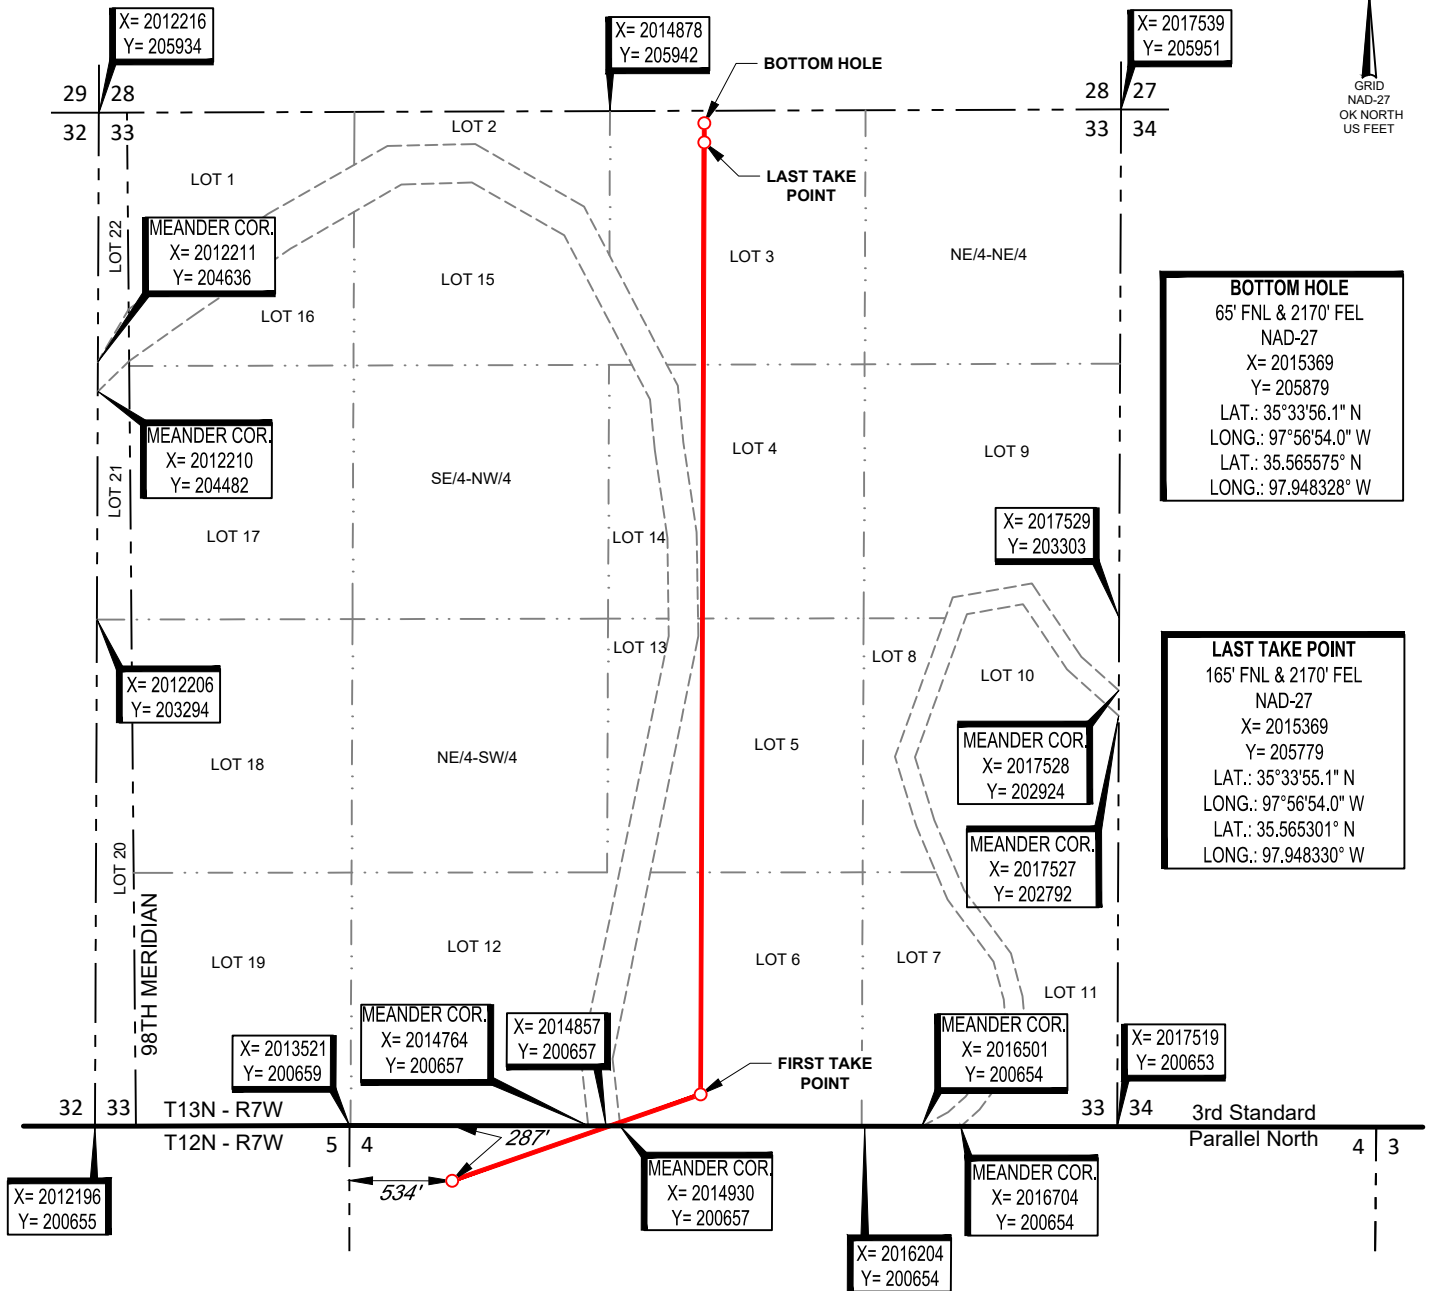 X= 2012216
Y= 205934
X= 2014878
Y= 205942
X= 2017539
Y= 205951
BOTTOM HOLE
GRID
NAD-27
OK NORTH
US FEET
29 28
32 33
28 27
33 34
LOT 2
LOT 1
LAST TAKE
POINT
LOT 22
MEANDER COR.
X= 2012211
Y= 204636
LOT 3
NE/4-NE/4
LOT 15
LOT 16
BOTTOM HOLE
65' FNL & 2170' FEL
NAD-27
X= 2015369
Y= 205879
LAT.: 35°33'56.1" N
LONG.: 97°56'54.0" W
LAT.: 35.565575° N
LONG.: 97.948328° W
MEANDER COR.
X= 2012210
Y= 204482
LOT 21
SE/4-NW/4
LOT 4
LOT 9
LOT 17
LOT 14
X= 2017529
Y= 203303
LOT 13
LOT 8
LOT 10
X= 2012206
Y= 203294
LAST TAKE POINT
165' FNL & 2170' FEL
NAD-27
X= 2015369
Y= 205779
LAT.: 35°33'55.1" N
LONG.: 97°56'54.0" W
LAT.: 35.565301° N
LONG.: 97.948330° W
LOT 18
NE/4-SW/4
LOT 5
MEANDER COR.
X= 2017528
Y= 202924
MEANDER COR.
X= 2017527
Y= 202792
LOT 20
98TH MERIDIAN
LOT 19
LOT 12
LOT 6
LOT 7
LOT 11
X= 2013521
Y= 200659
MEANDER COR.
X= 2014764
Y= 200657
X= 2014857
Y= 200657
FIRST TAKE
POINT
MEANDER COR.
X= 2016501
Y= 200654
X= 2017519
Y= 200653
32 33
T13N - R7W
33 34
3rd Standard
Parallel North
T12N - R7W
5 4
287'
4 3
534'
X= 2012196
Y= 200655
MEANDER COR.
X= 2014930
Y= 200657
MEANDER COR.
X= 2016704
Y= 200654
X= 2016204
Y= 200654